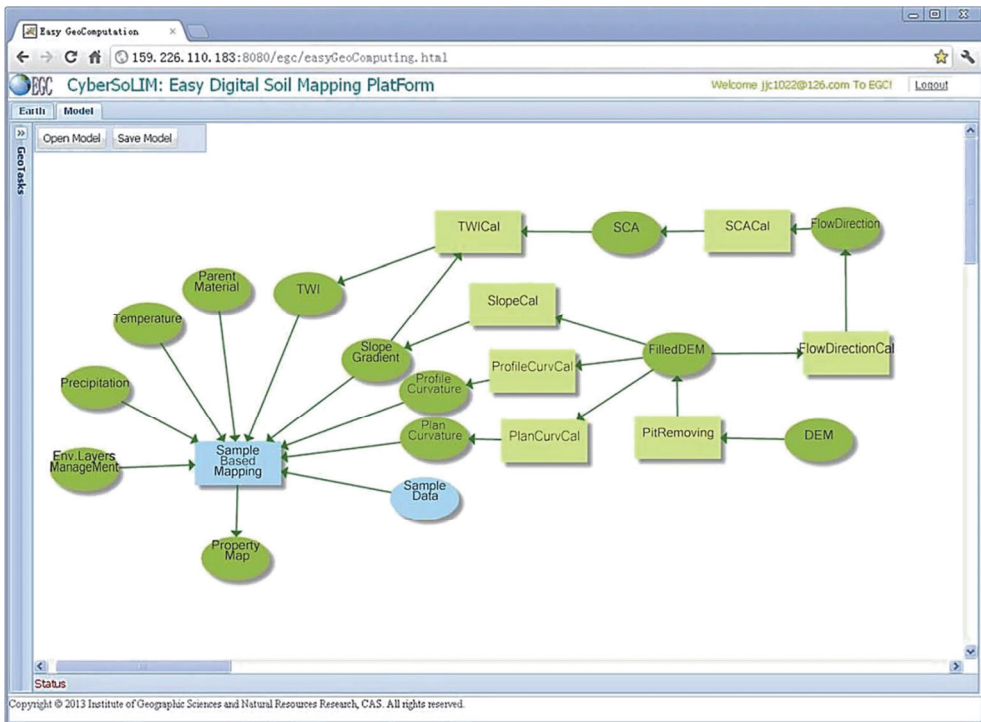 Easy GeoComputation
159.226.110.183:8080/egc/easyGeoComputing.html
EGC CyberSoLIM: Easy Digital Soil Mapping PlatForm
Welcome jjc1022@126.com To EGC! Logout
Earth Model
GeoTasks
Open Model Save Model
TWICal
SCA
SCACal
FlowDirection
Parent
Material
TWI
Temperature
SlopeCal
Slope
Gradient
FilledDEM
FlowDirectionCal
Precipitation
Profile
Curvature
ProfileCurvCal
Plan
Curvature
PlanCurvCal
PitRemoving
DEM
Env.Layers
ManageMent
Sample
Based
Mapping
Sample
Data
Property
Map
Status
Copyright © 2013 Institute of Geographic Sciences and Natural Resources Research, CAS. All rights reserved.